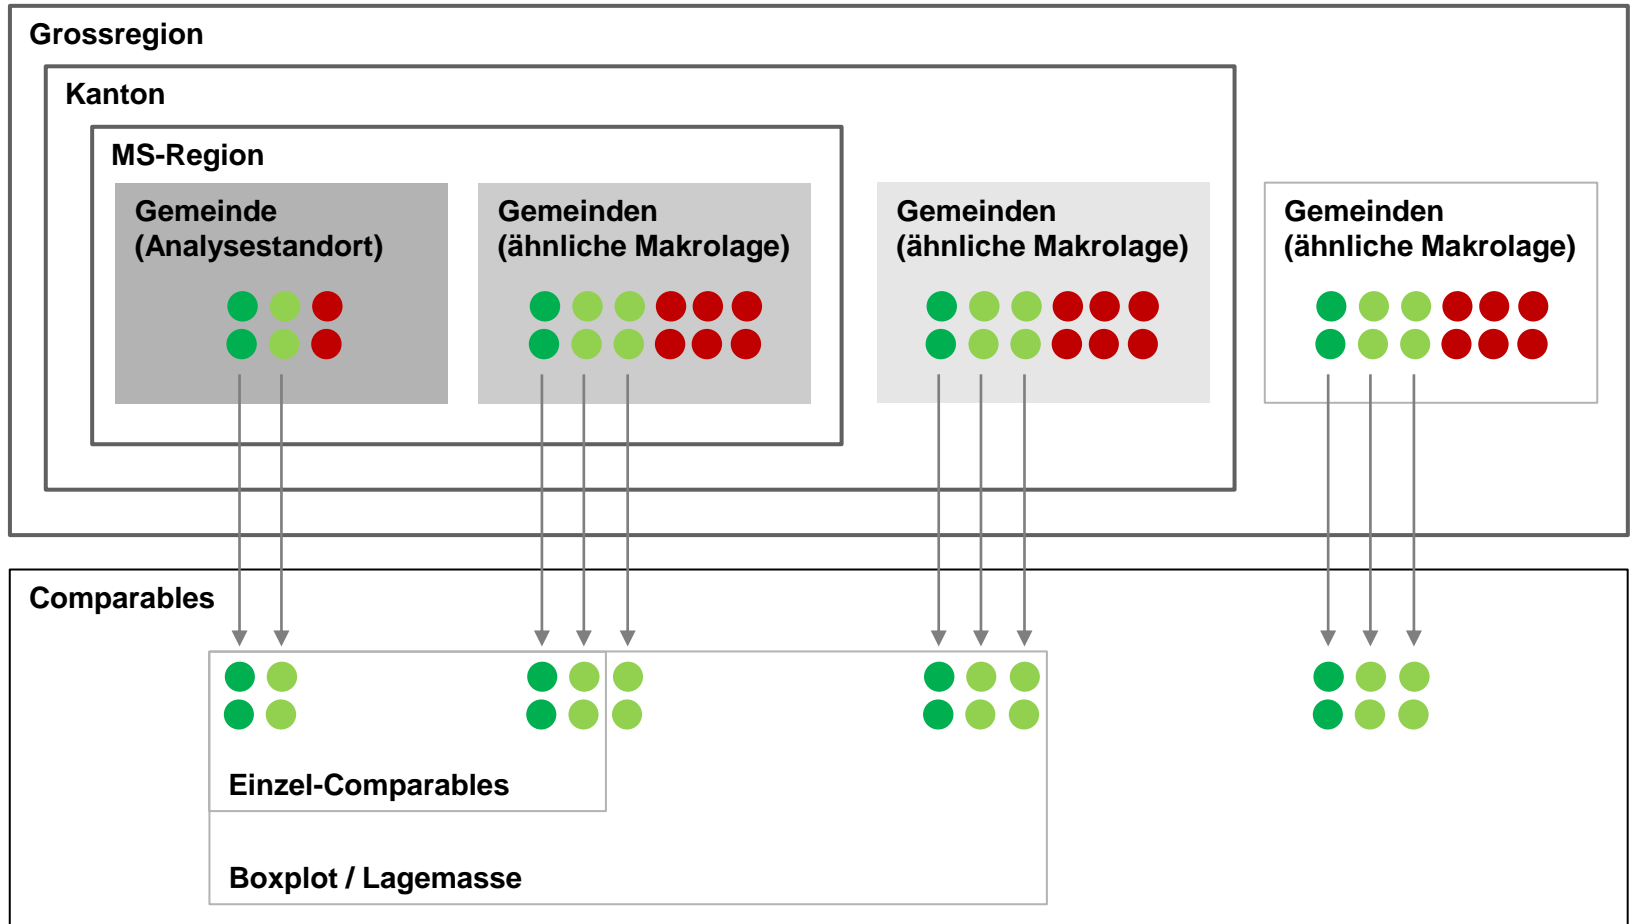 Grossregion
Kanton
MS-Region
Gemeinde
(Analysestandort)
Gemeinden
(ähnliche Makrolage)
Gemeinden
(ähnliche Makrolage)
Gemeinden
(ähnliche Makrolage)
Comparables
Einzel-Comparables
Boxplot / Lagemasse